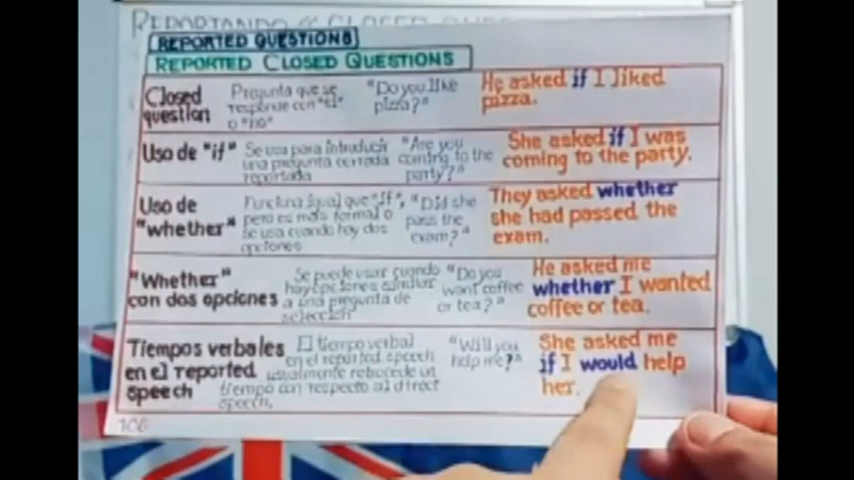 REPORTANDO
REPORTED QUESTIONS
REPORTED CLOSED QUESTIONS
Closed question
Pregunta que se
responde con "sí"
o "no"
"Do you like
pizza?"
He asked if I liked
pizza.
Uso de "if"
Se usa para introducir
una pregunta cerrada
reportada
"Are you
coming to the
party?"
She asked if I was
coming to the party.
Uso de
"whether"
Funciona igual que "if",
pero es más formal o
se usa cuando hay dos
opciones
"Did she
pass the
exam?"
They asked whether
she had passed the
exam.
"Whether"
con dos opciones
Se puede usar cuando
hay opciones
a una pregunta de
selección
"Do you
want coffee
or tea?"
He asked me
whether I wanted
coffee or tea.
Tiempos verbales
en el reported
speech
El tiempo verbal
en el reported speech
usualmente retrocede un
tiempo con respecto al direct
speech.
"Will you
help me?"
She asked me
if I would help
her.
106